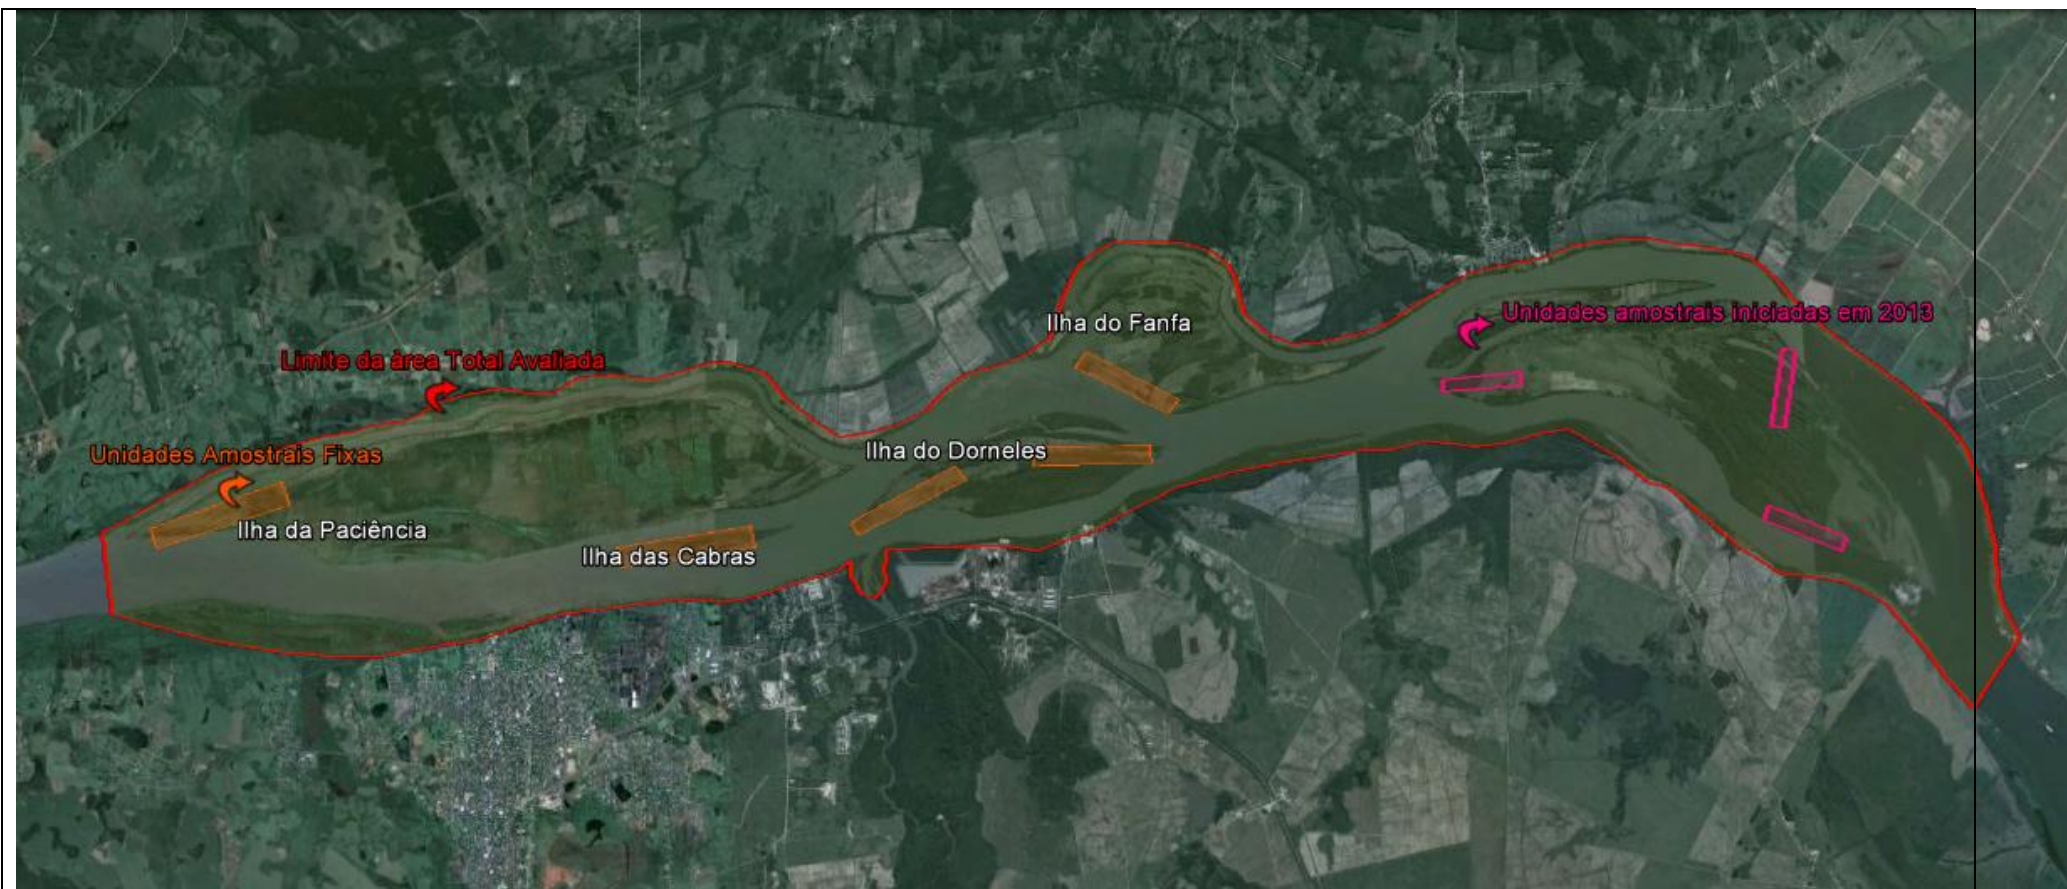 Ilha do Fanfa
Unidades amostrais iniciadas em 2013
Limite da àrea Total Avaliada
Unidades Amostrais Fixas
Ilha do Dorneles
Ilha da Paciência
Ilha das Cabras